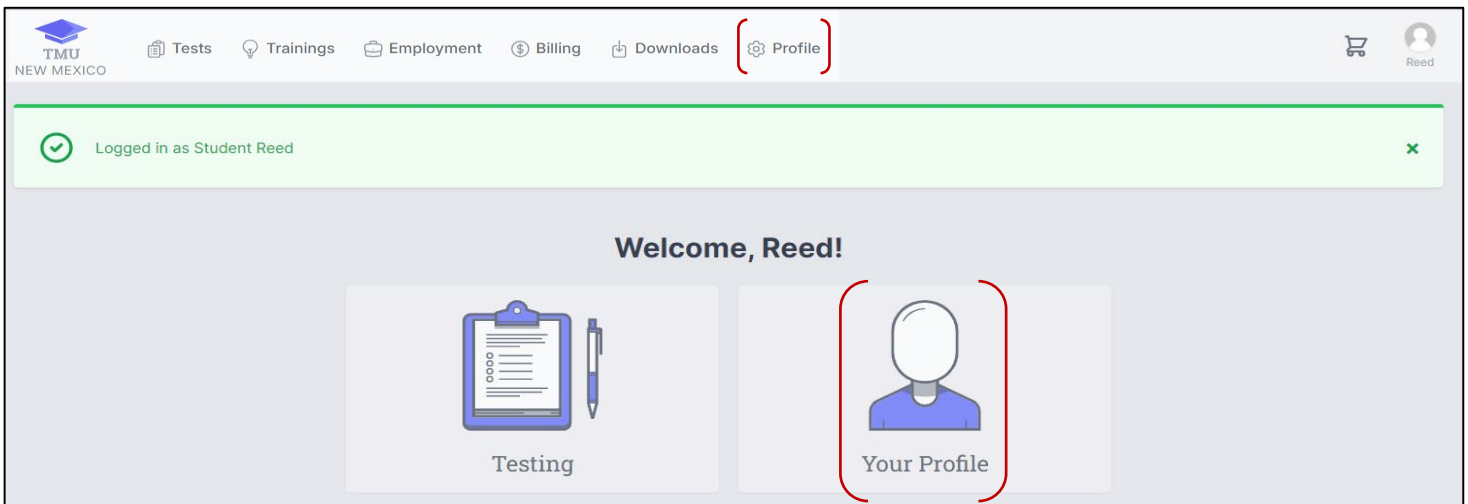 TMU
NEW MEXICO
Tests Trainings Employment Billing Downloads Profile
Reed
Logged in as Student Reed
Welcome, Reed!
Testing
Your Profile